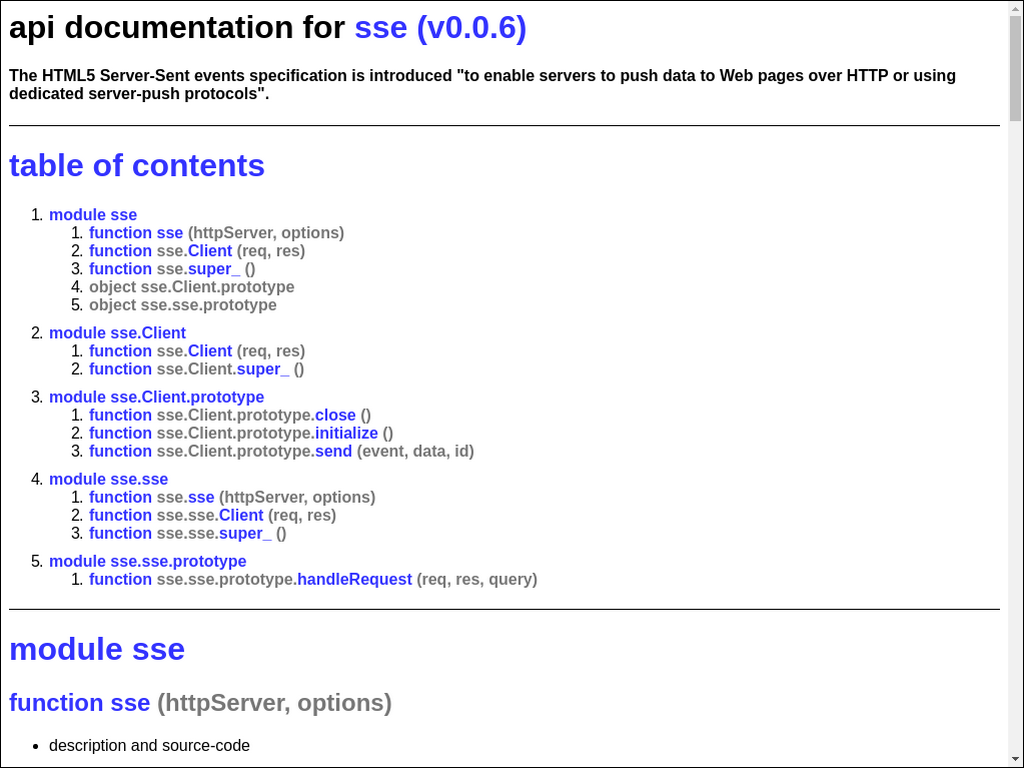 api documentation for sse (v0.0.6)
The HTML5 Server-Sent events specification is introduced "to enable servers to push data to Web pages over HTTP or using
dedicated server-push protocols".
table of contents
1. module sse
1. function sse (httpServer, options)
2. function sse.Client (req, res)
3. function sse.super_ ()
4. object sse.Client.prototype
5. object sse.sse.prototype
2. module sse.Client
1. function sse.Client (req, res)
2. function sse.Client.super_ ()
3. module sse.Client.prototype
1. function sse.Client.prototype.close ()
2. function sse.Client.prototype.initialize ()
3. function sse.Client.prototype.send (event, data, id)
4. module sse.sse
1. function sse.sse (httpServer, options)
2. function sse.sse.Client (req, res)
3. function sse.sse.super_ ()
5. module sse.sse.prototype
1. function sse.sse.prototype.handleRequest (req, res, query)
module sse
function sse (httpServer, options)
• description and source-code